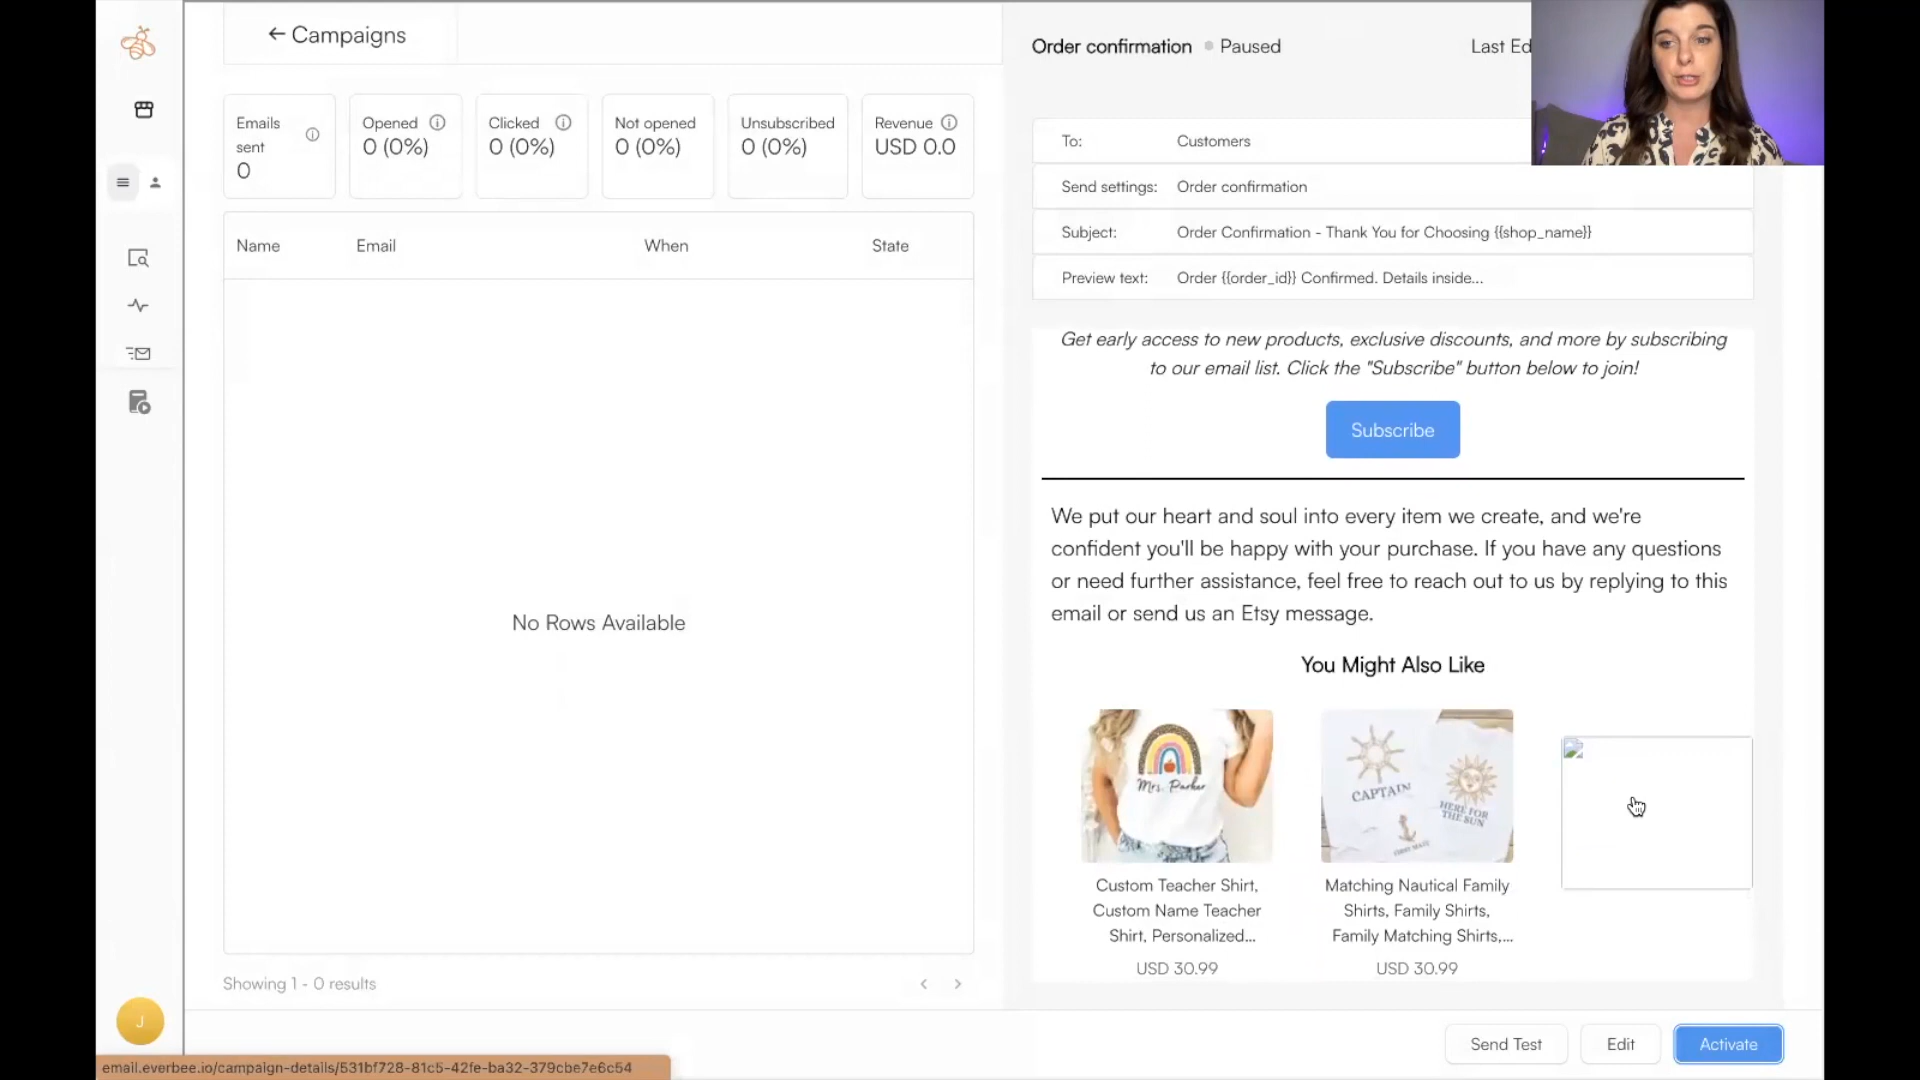 ← Campaigns
Emails sent
0
Opened
0 (0%)
Clicked
0 (0%)
Not opened
0 (0%)
Unsubscribed
0 (0%)
Revenue
USD 0.0
Name Email When State
No Rows Available
Showing 1 - 0 results
Order confirmation Paused Last Ed
To: Customers
Send settings: Order confirmation
Subject: Order Confirmation - Thank You for Choosing {{shop_name}}
Preview text: Order {{order_id}} Confirmed. Details inside...
Get early access to new products, exclusive discounts, and more by subscribing
to our email list. Click the "Subscribe" button below to join!
Subscribe
We put our heart and soul into every item we create, and we're
confident you'll be happy with your purchase. If you have any questions
or need further assistance, feel free to reach out to us by replying to this
email or send us an Etsy message.
You Might Also Like
Mrs. Parker
CAPTAIN
HERE FOR
THE SUN
FIRST MATE
Custom Teacher Shirt,
Custom Name Teacher
Shirt, Personalized...
USD 30.99
Matching Nautical Family
Shirts, Family Shirts,
Family Matching Shirts,...
USD 30.99
Send Test
Edit
Activate
J
email.everbee.io/campaign-details/531bf728-81c5-42fe-ba32-379cbe7e6c54